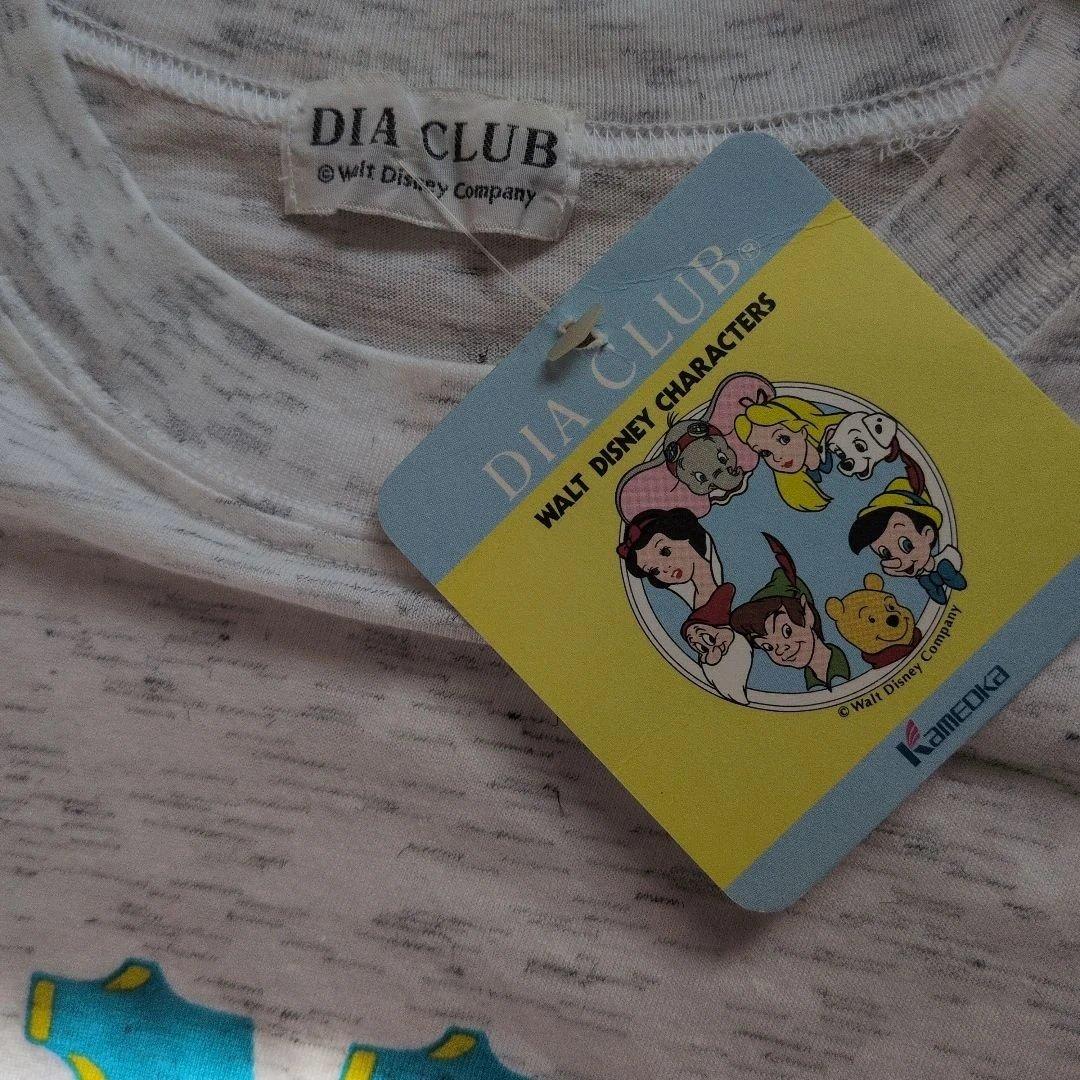 DIA CLUB
© Walt Disney Company
DIA CLUB®
WALT DISNEY CHARACTERS
© Walt Disney Company
Kameoka